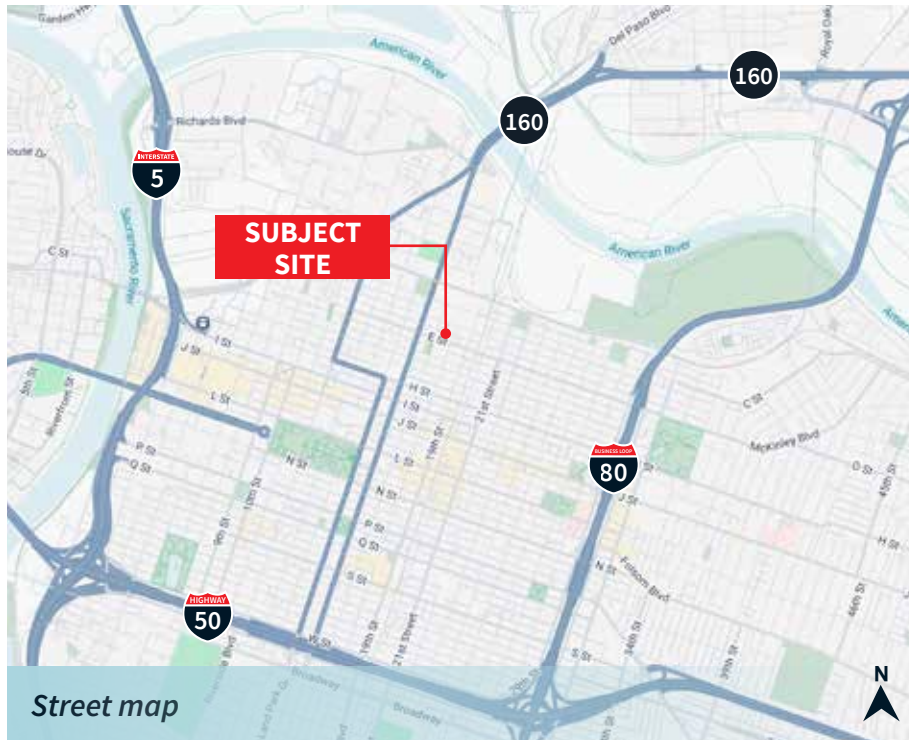 Garden Hwy
Del Paso Blvd
Royal Oaks
American River
160
160
Richards Blvd
INTERSTATE
5
Sacramento River
SUBJECT
SITE
American River
C St
E St
I St
J St
5th St
Riverfront St
L St
H St
I St
J St
19th St
21st Street
C St
McKinley Blvd
BUSINESS LOOP
80
L St
N St
P St
Q St
10th St
N St
J St
D St
45th St
H St
9th St
P St
Q St
S St
N St
Folsom Blvd
HIGHWAY
50
W St
19th St
21st Street
34th St
39th St
46th St
S St
Broadway
Broadway
Street map
N